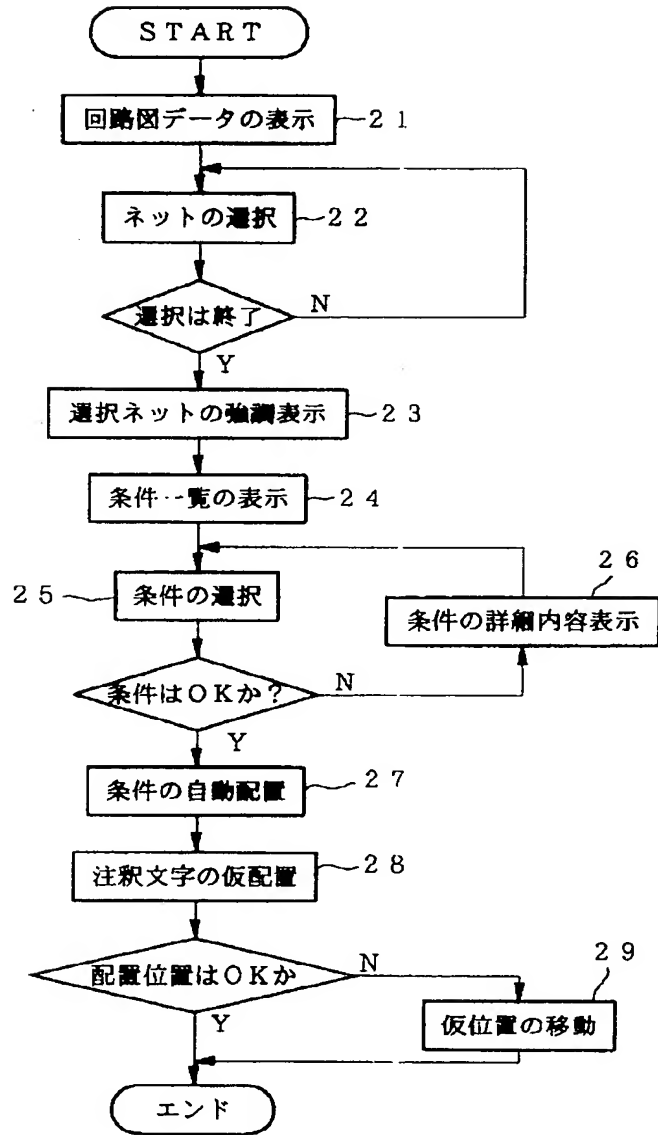 START
回路図データの表示
21
ネットの選択
22
選択は終了
N
Y
選択ネットの強調表示
23
条件一覧の表示
24
25
条件の選択
26
条件の詳細内容表示
条件はOKか?
N
Y
条件の自動配置
27
注釈文字の仮配置
28
配置位置はOKか
N
Y
29
仮位置の移動
エンド